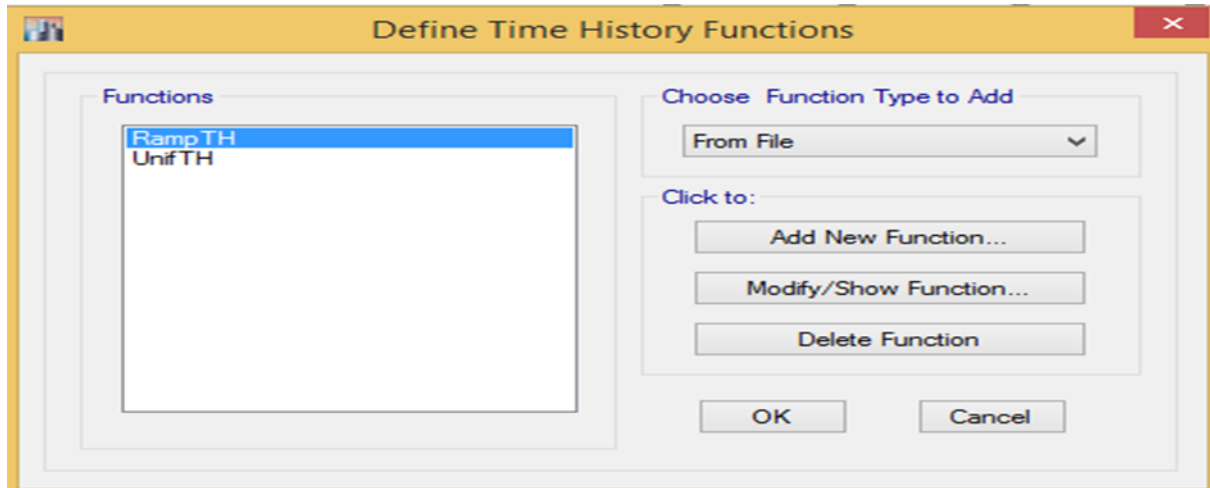 Define Time History Functions
Functions
RampTH
UnifTH
Choose Function Type to Add
From File
Click to:
Add New Function...
Modify/Show Function...
Delete Function
OK
Cancel